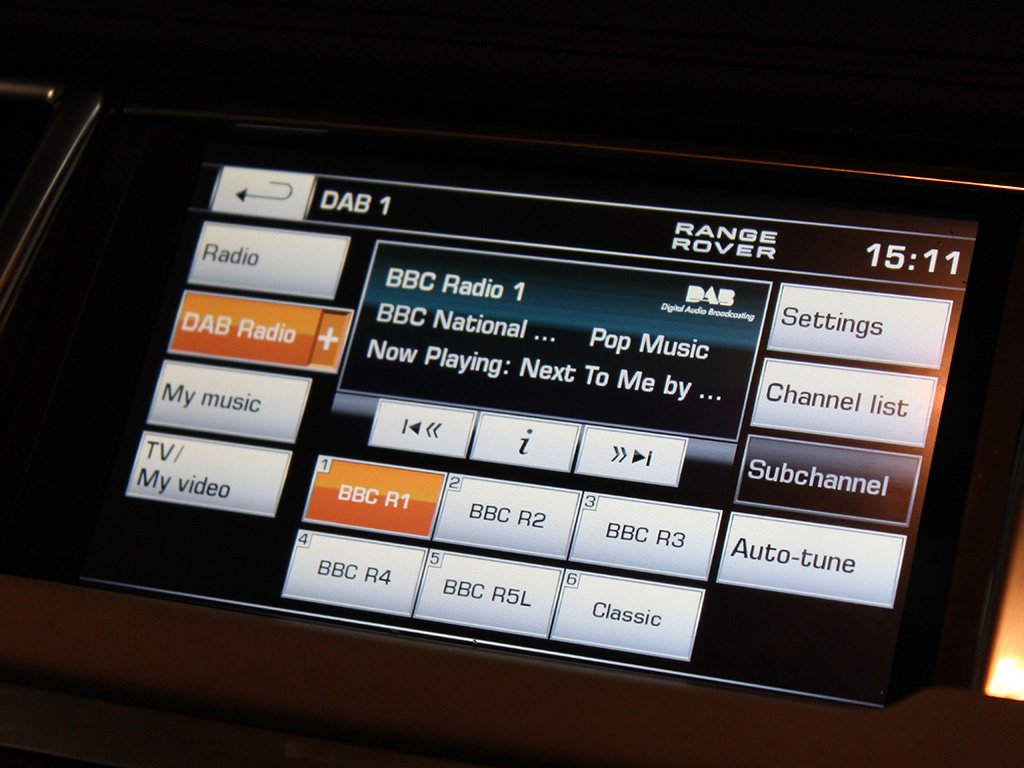 DAB 1
RANGE
ROVER
15:11
Radio
DAB Radio +
My music
TV/
My video
BBC Radio 1
DAB
Digital Audio Broadcasting
BBC National ... Pop Music
Now Playing: Next To Me by ...
i
Settings
Channel list
Subchannel
Auto-tune
1 BBC R1
2 BBC R2
3 BBC R3
4 BBC R4
5 BBC R5L
6 Classic